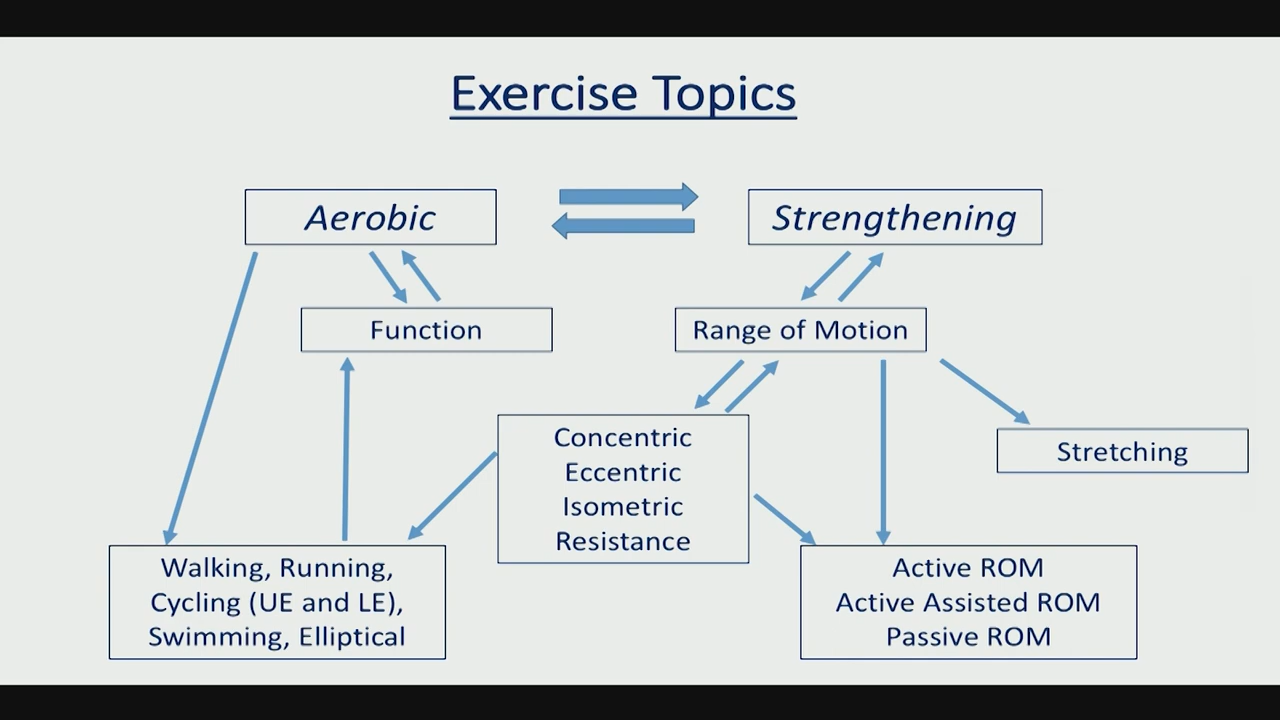 Exercise Topics
Aerobic
Strengthening
Function
Range of Motion
Concentric
Eccentric
Isometric
Resistance
Stretching
Walking, Running,
Cycling (UE and LE),
Swimming, Elliptical
Active ROM
Active Assisted ROM
Passive ROM